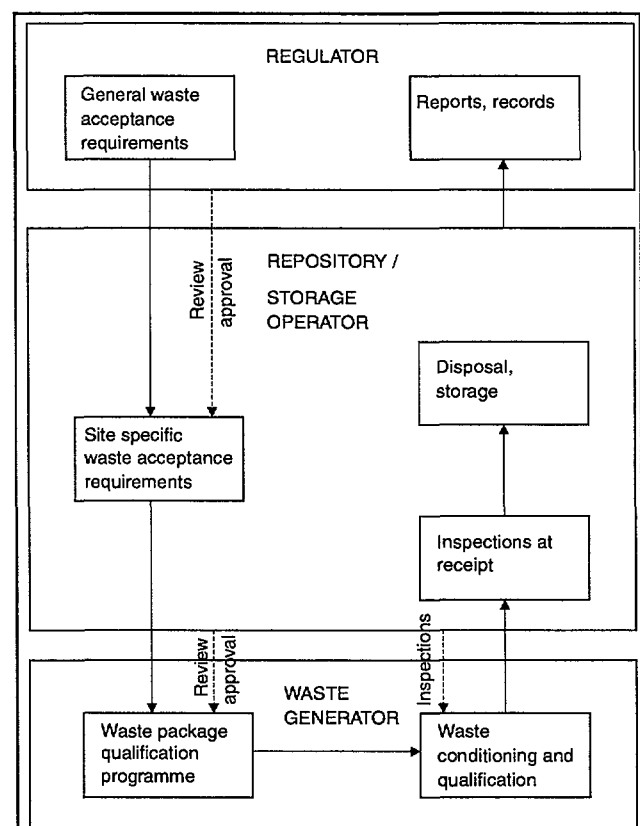 REGULATOR
General waste
acceptance
requirements
Reports, records
Review
approval
REPOSITORY /
STORAGE
OPERATOR
Disposal,
storage
Site specific
waste acceptance
requirements
Inspections at
receipt
Review
approval
Inspections
WASTE
GENERATOR
Waste package
qualification
programme
Waste
conditioning and
qualification